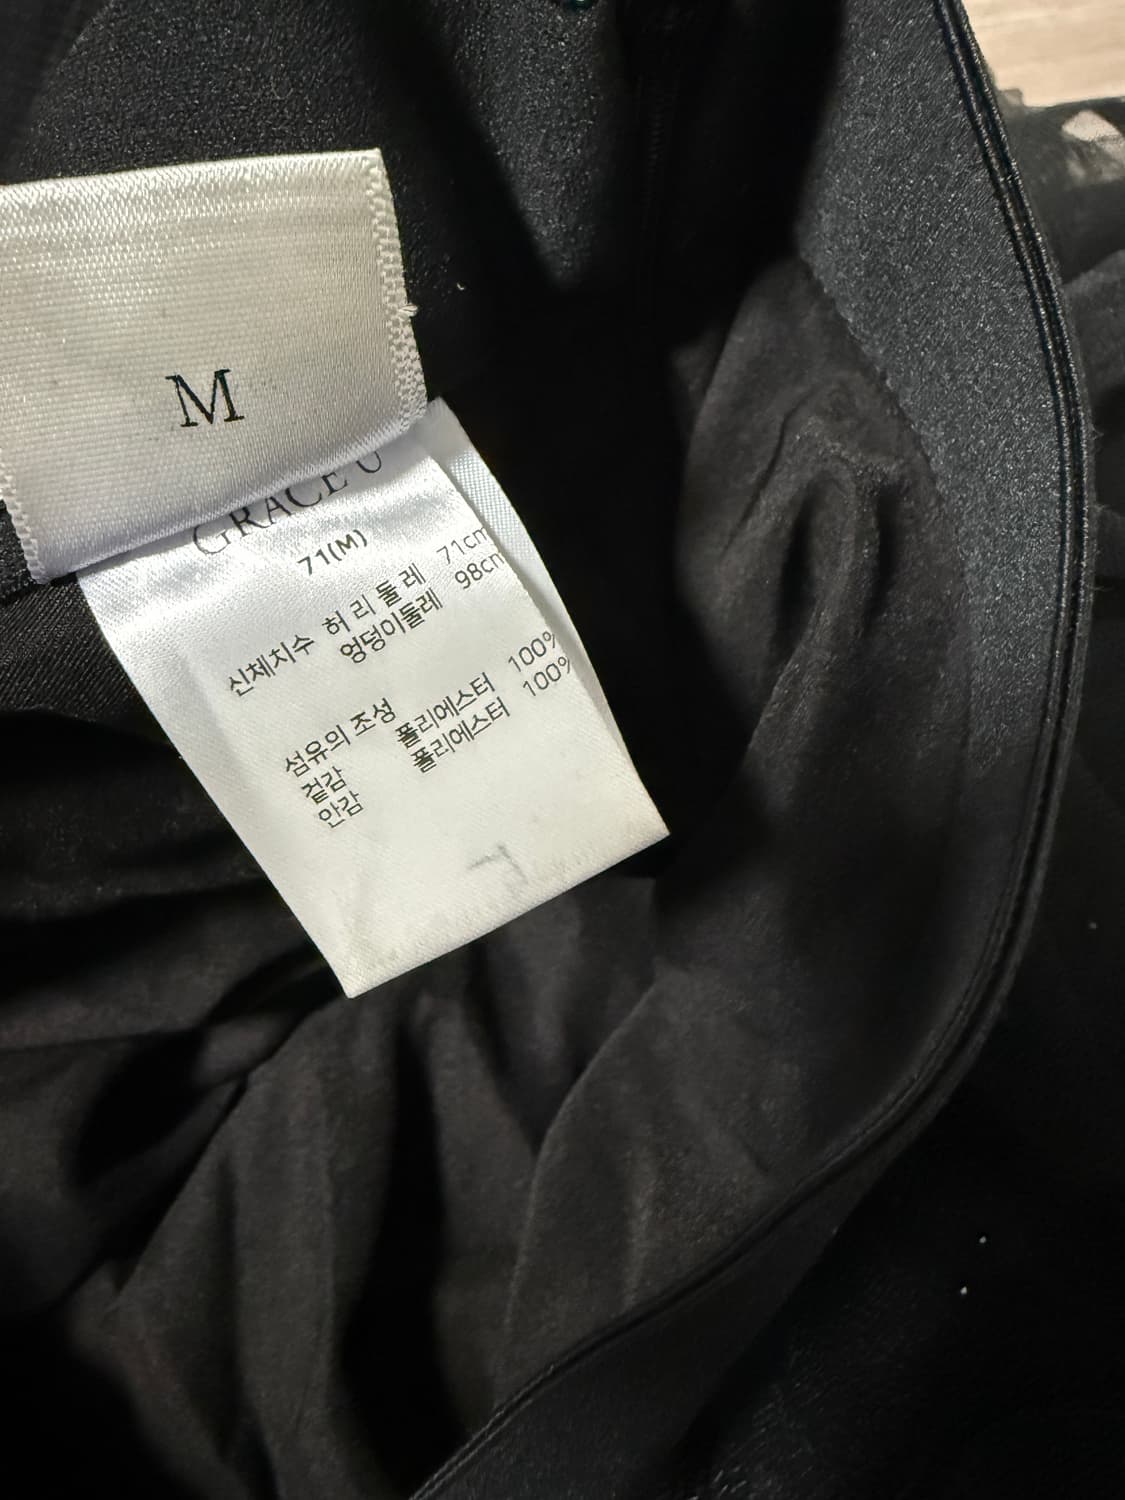 M
GRACE U
71(M)
신체치수 허리둘레 71cm
엉덩이둘레 98cm
섬유의 조성
겉감 폴리에스터 100%
안감 폴리에스터 100%